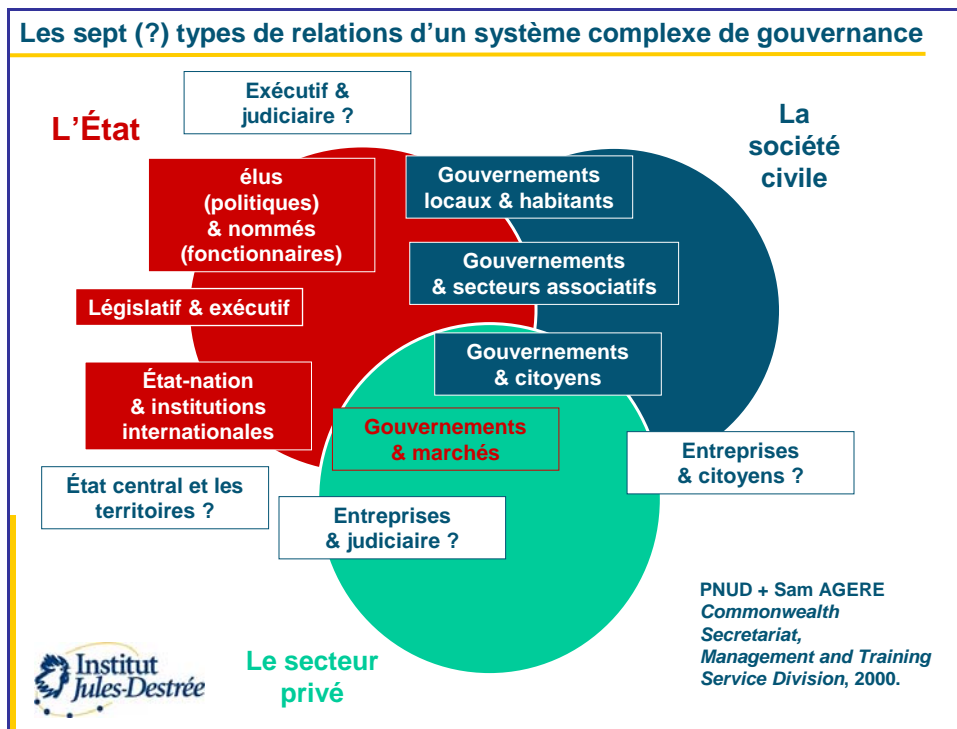 Les sept (?) types de relations d’un système complexe de gouvernance
Exécutif &
judiciaire ?
L’État
La
société
civile
élus
(politiques)
& nommés
(fonctionnaires)
Gouvernements
locaux & habitants
Gouvernements
& secteurs associatifs
Législatif & exécutif
Gouvernements
& citoyens
État-nation
& institutions
internationales
Gouvernements
& marchés
Entreprises
& citoyens ?
État central et les
territoires ?
Entreprises
& judiciaire ?
PNUD + Sam AGERE
Commonwealth
Secretariat,
Management and Training
Service Division, 2000.
Le secteur
privé
Institut
Jules-Destrée